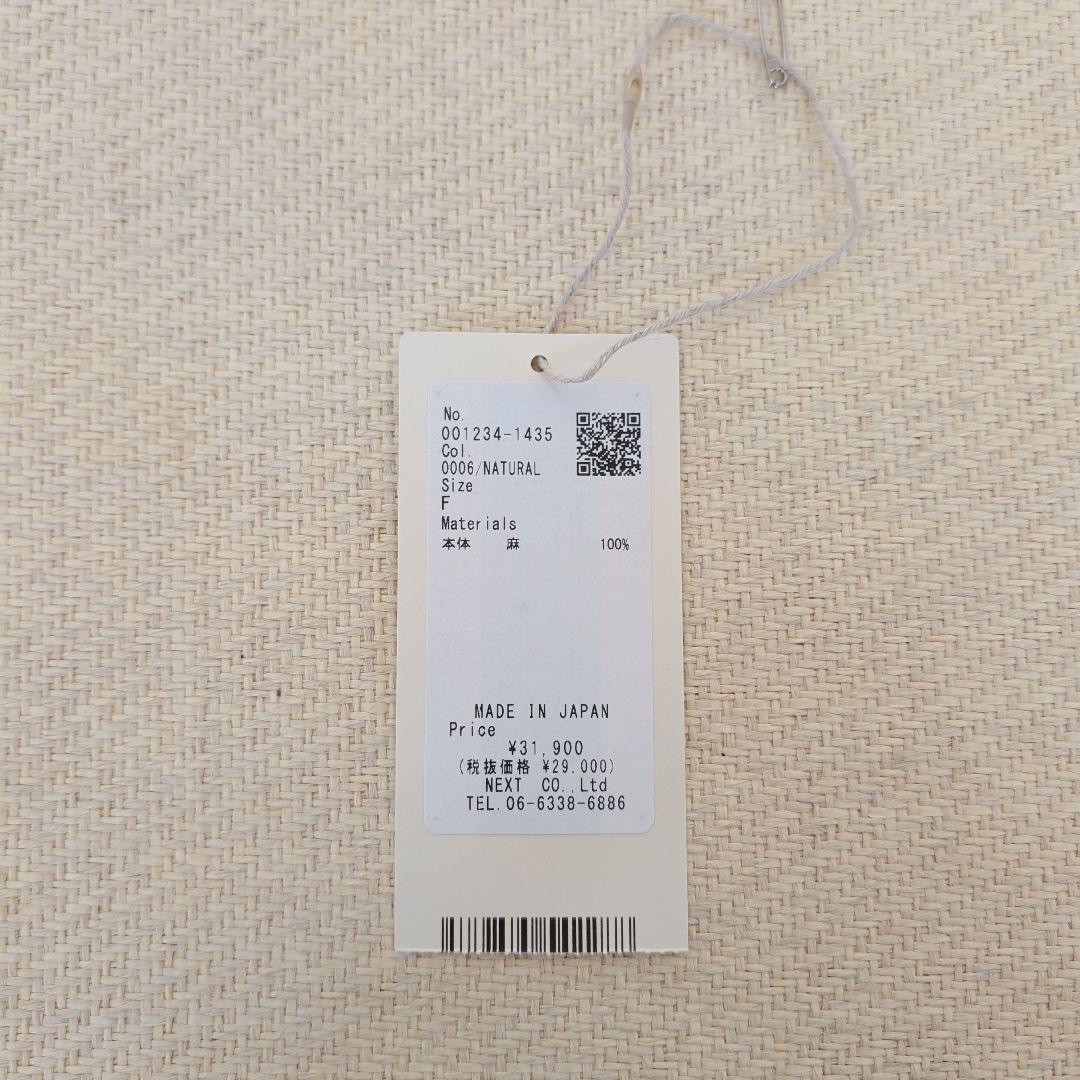 No.
001234-1435
Col.
0006/NATURAL
Size
F
Materials
本体 麻 100%
MADE IN JAPAN
Price
¥31,900
(税抜価格 ¥29.000)
NEXT CO.,Ltd
TEL.06-6338-6886